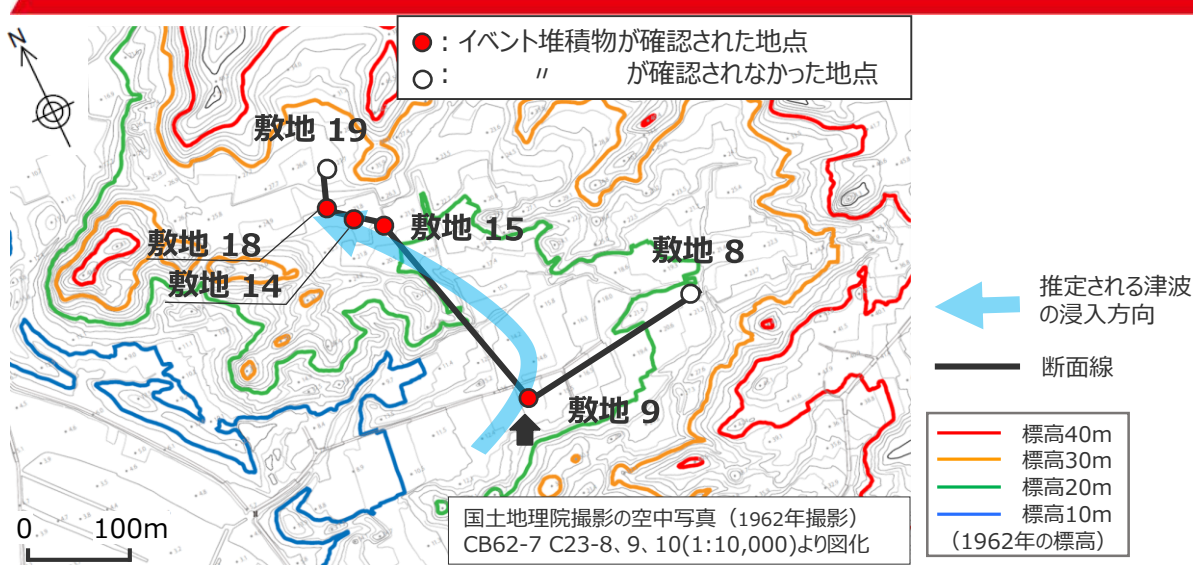 N
●：イベント堆積物が確認された地点
○：　　〃　　が確認されなかった地点
敷地 19
敷地 18
敷地 15
敷地 14
敷地 8
敷地 9
推定される津波
の浸入方向
断面線
標高40m
標高30m
標高20m
標高10m
（1962年の標高）
0 100m
国土地理院撮影の空中写真（1962年撮影）
CB62-7 C23-8、9、10(1:10,000)より図化